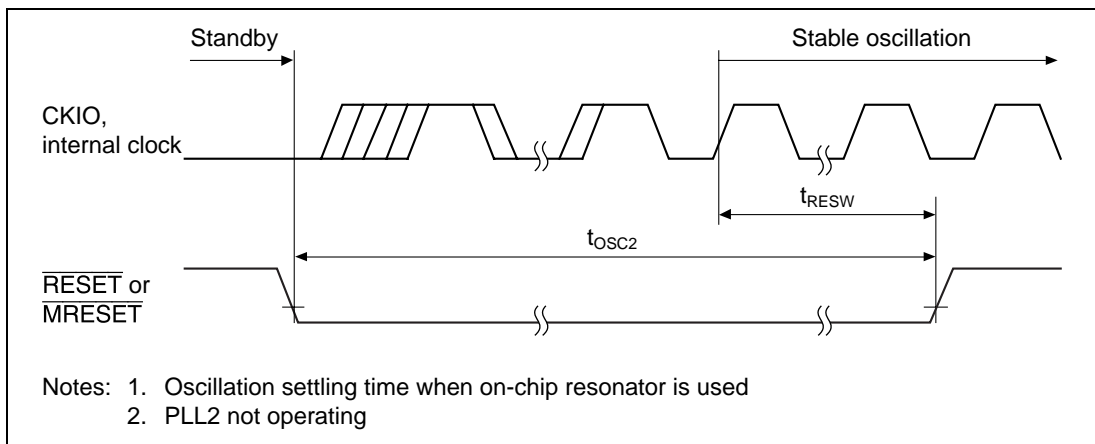 Standby
Stable oscillation
CKIO,
internal clock
tRESW
tOSC2
RESET or
MRESET
Notes: 1. Oscillation settling time when on-chip resonator is used
2. PLL2 not operating